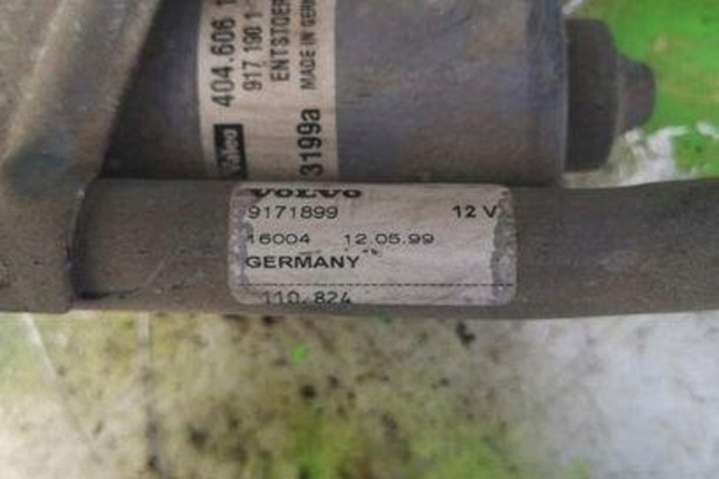 404.606
917 190 1
ENTSTOER
MADE IN GERM
Valeo
3199a
VOLVO
9171899 12 V
16004 12.05.99
GERMANY
110.824